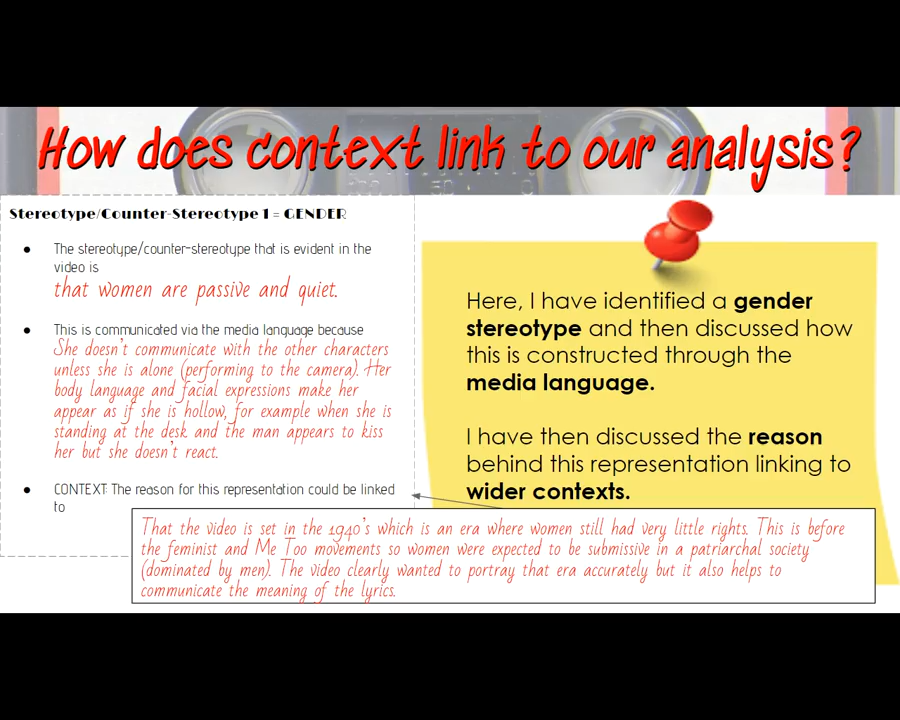 How does context link to our analysis?
Stereotype/Counter-Stereotype 1 = GENDER
● The stereotype/counter-stereotype that is evident in the
video is
that women are passive and quiet.
● This is communicated via the media language because
She doesn't communicate with the other characters
unless she is alone (performing to the camera). Her
body language and facial expressions make her
appear as if she is hollow, for example when she is
standing at the desk and the man appears to kiss
her but she doesn't react.
● CONTEXT: The reason for this representation could be linked
to
That the video is set in the 1940's which is an era where women still had very little rights. This is before
the feminist and Me Too movements so women were expected to be submissive in a patriarchal society
(dominated by men). The video clearly wanted to portray that era accurately but it also helps to
communicate the meaning of the lyrics.
Here, I have identified a gender
stereotype and then discussed how
this is constructed through the
media language.
I have then discussed the reason
behind this representation linking to
wider contexts.